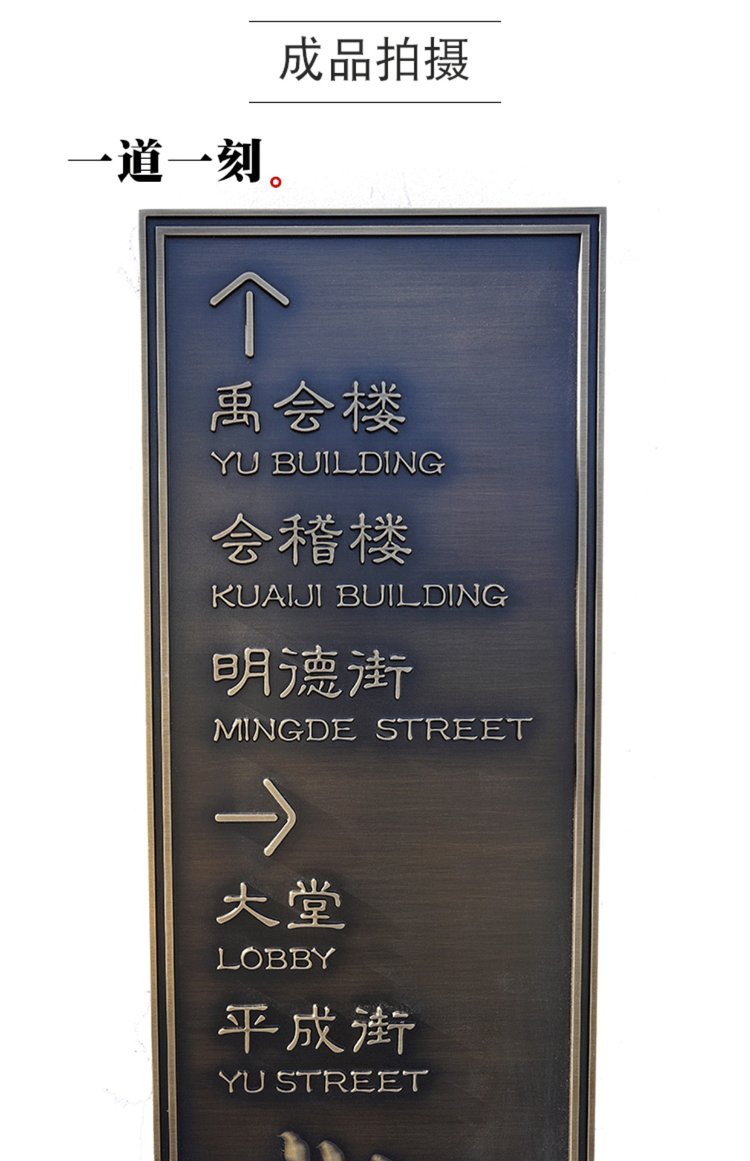 成品拍摄
一道一刻。
禹会楼
YU BUILDING
会稽楼
KUAIJI BUILDING
明德街
MINGDE STREET
大堂
LOBBY
平成街
YU STREET